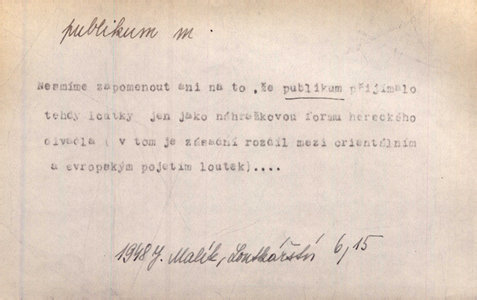 publikum m.
Nesmíme zapomenout ani na to ,že publikum přijímalo
tehdy loutky jen jako náhražkovou formu hereckého
divadla ( v tom je zásadní rozdíl mezi orientálním
a evropským pojetím loutek)....
1948 J. Malík, Loutkářství 6,15